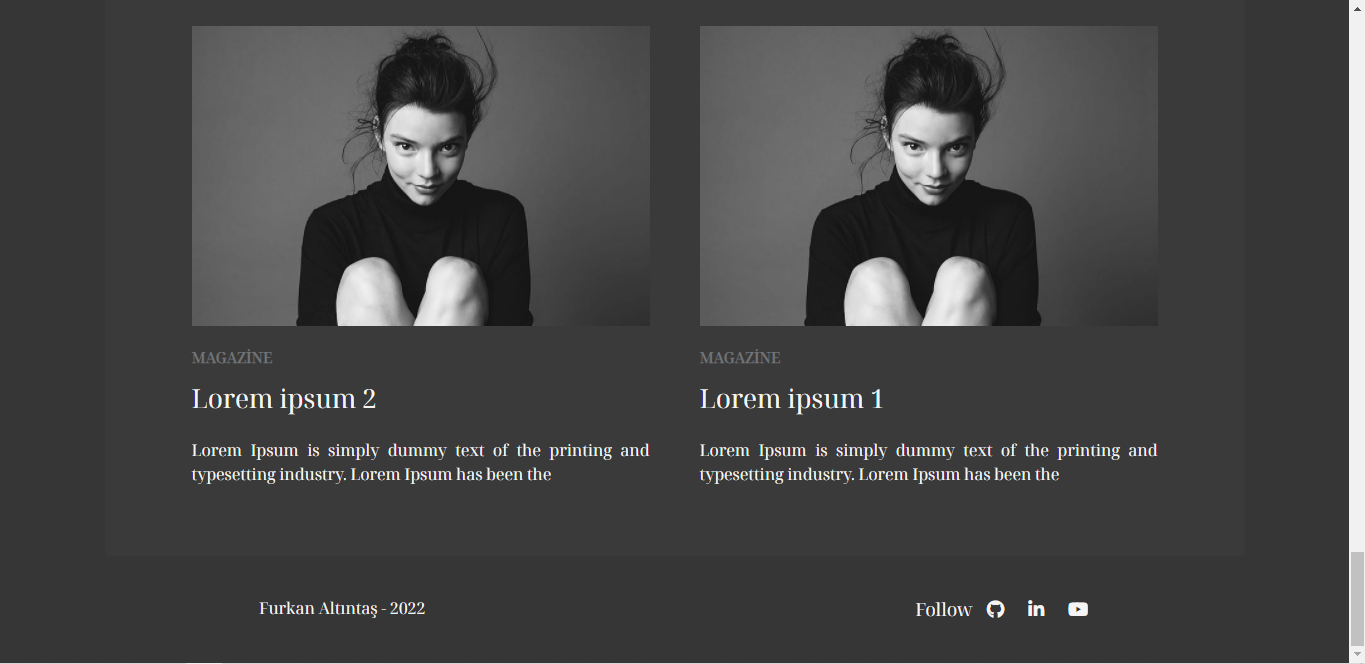 MAGAZİNE
Lorem ipsum 2
Lorem Ipsum is simply dummy text of the printing and
typesetting industry. Lorem Ipsum has been the
MAGAZİNE
Lorem ipsum 1
Lorem Ipsum is simply dummy text of the printing and
typesetting industry. Lorem Ipsum has been the
Furkan Altıntaş - 2022
Follow